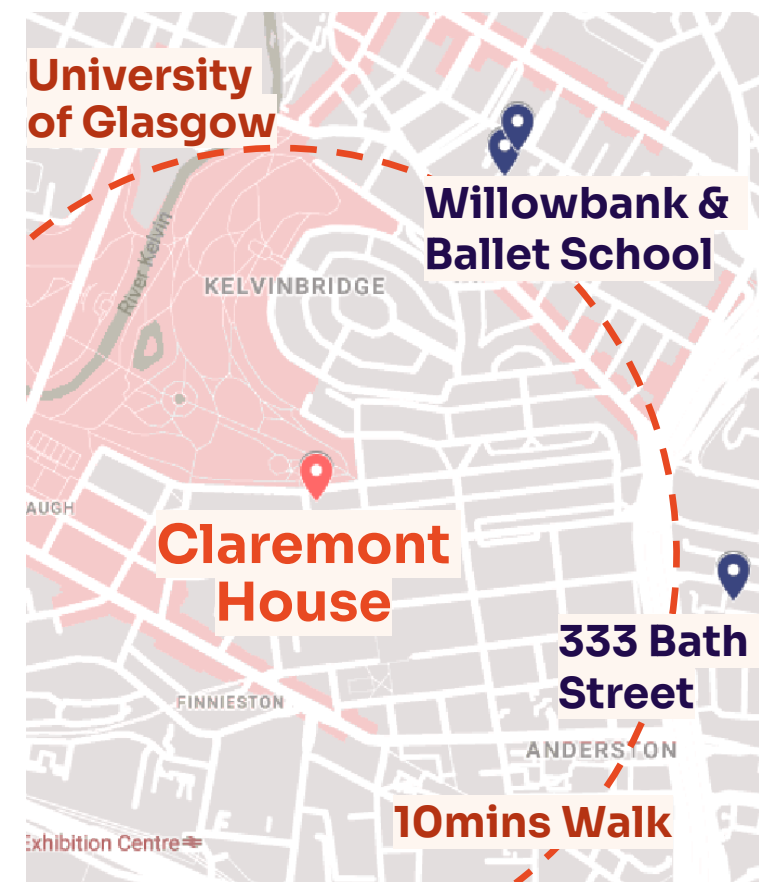 University
of Glasgow
Willowbank &
Ballet School
River Kelvin
KELVINBRIDGE
AUGH
Claremont
House
333 Bath
Street
FINNIESTON
ANDERSTON
10mins Walk
Exhibition Centre